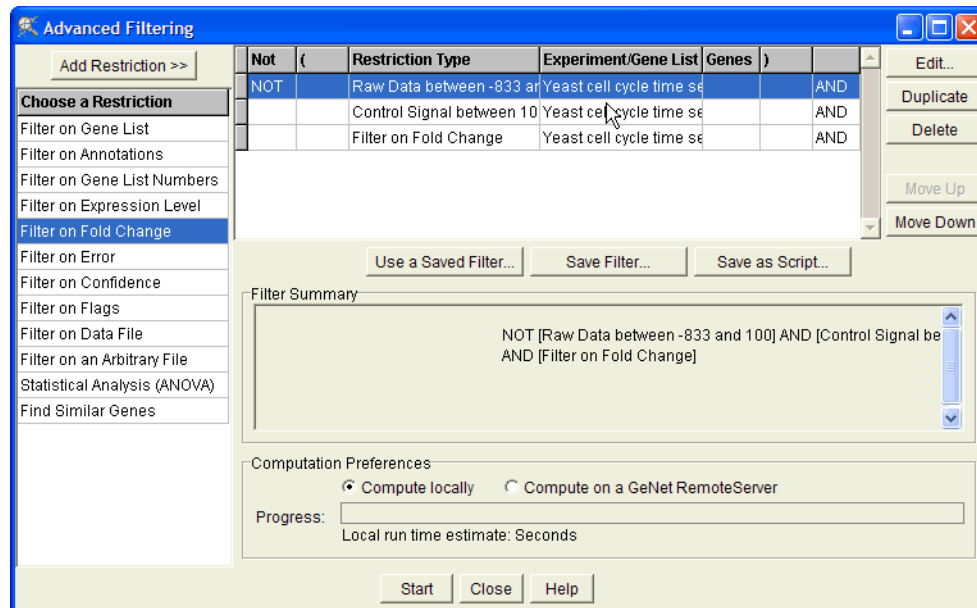 Advanced Filtering
Add Restriction >>
Choose a Restriction
Filter on Gene List
Filter on Annotations
Filter on Gene List Numbers
Filter on Expression Level
Filter on Fold Change
Filter on Error
Filter on Confidence
Filter on Flags
Filter on Data File
Filter on an Arbitrary File
Statistical Analysis (ANOVA)
Find Similar Genes
Not ( Restriction Type Experiment/Gene List Genes )
NOT Raw Data between -833 ar Yeast cell cycle time se AND
Control Signal between 10 Yeast cell cycle time se AND
Filter on Fold Change Yeast cell cycle time se AND
Edit...
Duplicate
Delete
Move Up
Move Down
Use a Saved Filter... Save Filter... Save as Script...
Filter Summary
NOT [Raw Data between -833 and 100] AND [Control Signal be
AND [Filter on Fold Change]
Computation Preferences
Compute locally Compute on a GeNet RemoteServer
Progress:
Local run time estimate: Seconds
Start Close Help